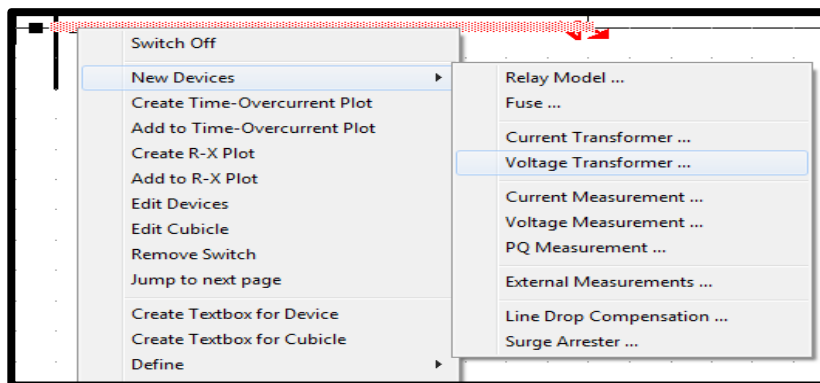 Switch Off
New Devices
Create Time-Overcurrent Plot
Add to Time-Overcurrent Plot
Create R-X Plot
Add to R-X Plot
Edit Devices
Edit Cubicle
Remove Switch
Jump to next page
Create Textbox for Device
Create Textbox for Cubicle
Define
Relay Model ...
Fuse ...
Current Transformer ...
Voltage Transformer ...
Current Measurement ...
Voltage Measurement ...
PQ Measurement ...
External Measurements ...
Line Drop Compensation ...
Surge Arrester ...